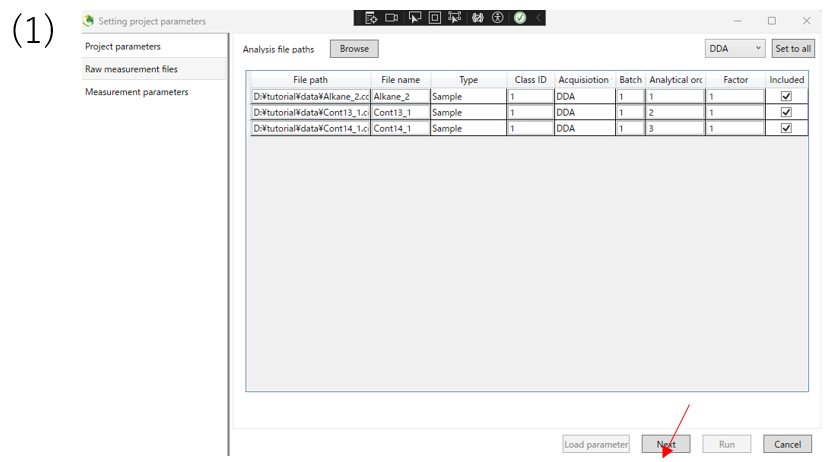 (1)
Setting project parameters
Project parameters
Raw measurement files
Measurement parameters
Analysis file paths Browse DDA Set to all
File path File name Type Class ID Acquisiotion Batch Analytical orc Factor Included
D:¥tutorial¥data¥Alkane_2.cc Alkane_2 Sample 1 DDA 1 1 1
D:¥tutorial¥data¥Cont13_1.c Cont13_1 Sample 1 DDA 1 2 1
D:¥tutorial¥data¥Cont14_1.c Cont14_1 Sample 1 DDA 1 3 1
Load parameter Next Run Cancel